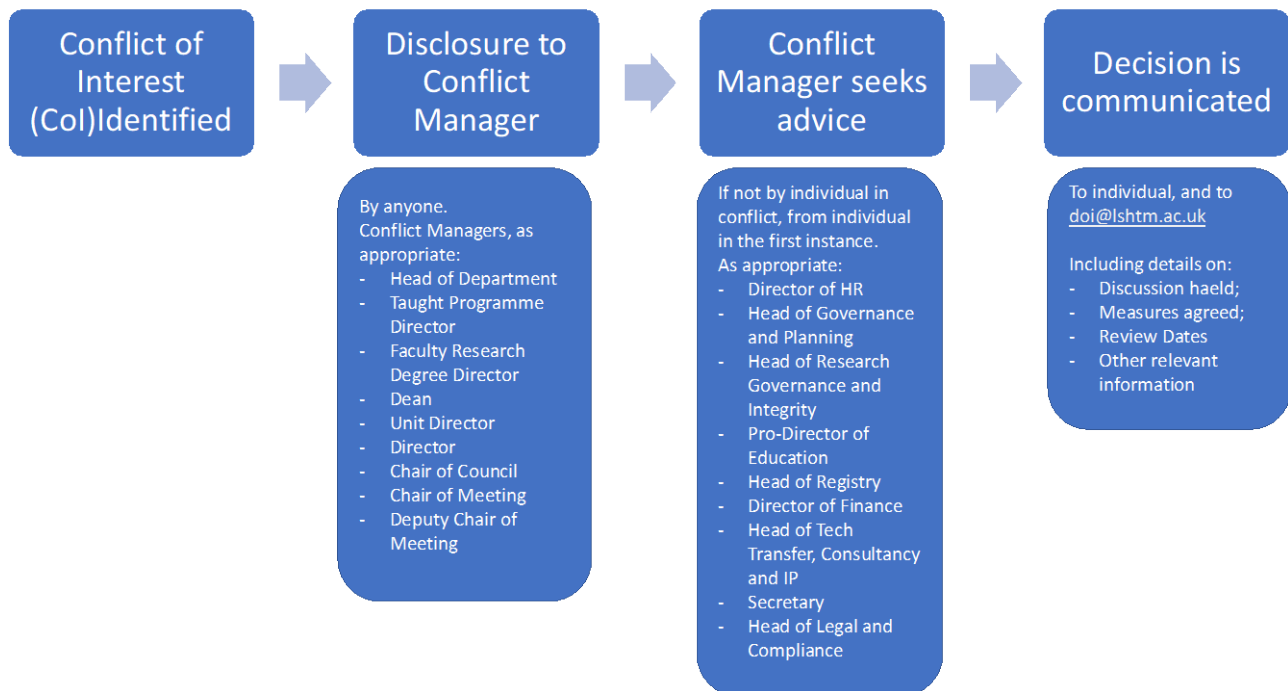 Conflict of
Interest
(CoI)Identified
Disclosure to
Conflict
Manager
Conflict
Manager seeks
advice
Decision is
communicated
By anyone.
Conflict Managers, as
appropriate:
- Head of Department
- Taught Programme
Director
- Faculty Research
Degree Director
- Dean
- Unit Director
- Director
- Chair of Council
- Chair of Meeting
- Deputy Chair of
Meeting
If not by individual in
conflict, from individual
in the first instance.
As appropriate:
- Director of HR
- Head of Governance
and Planning
- Head of Research
Governance and
Integrity
- Pro-Director of
Education
- Head of Registry
- Director of Finance
- Head of Tech
Transfer, Consultancy
and IP
- Secretary
- Head of Legal and
Compliance
To individual, and to
doi@lshtm.ac.uk
Including details on:
- Discussion haeld;
- Measures agreed;
- Review Dates
- Other relevant
information